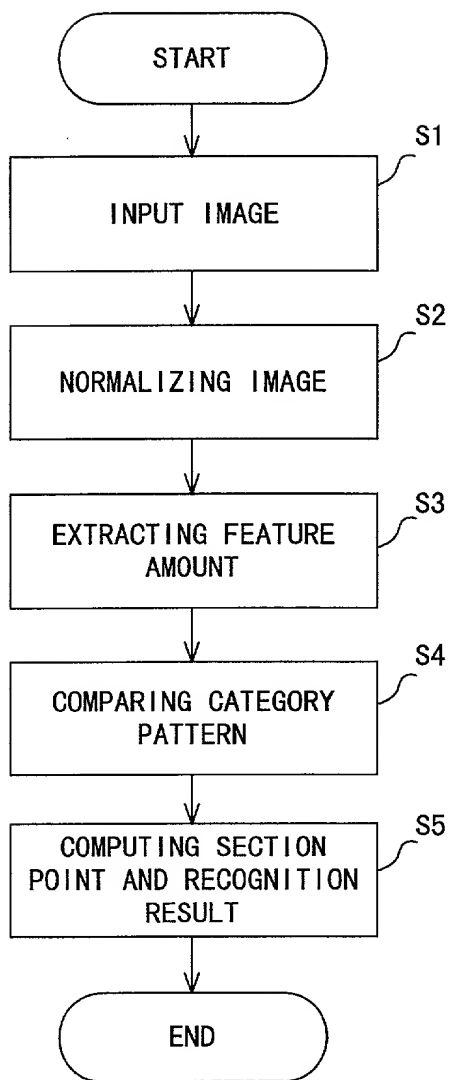 START
S1
INPUT IMAGE
S2
NORMALIZING IMAGE
S3
EXTRACTING FEATURE
AMOUNT
S4
COMPARING CATEGORY
PATTERN
S5
COMPUTING SECTION
POINT AND RECOGNITION
RESULT
END